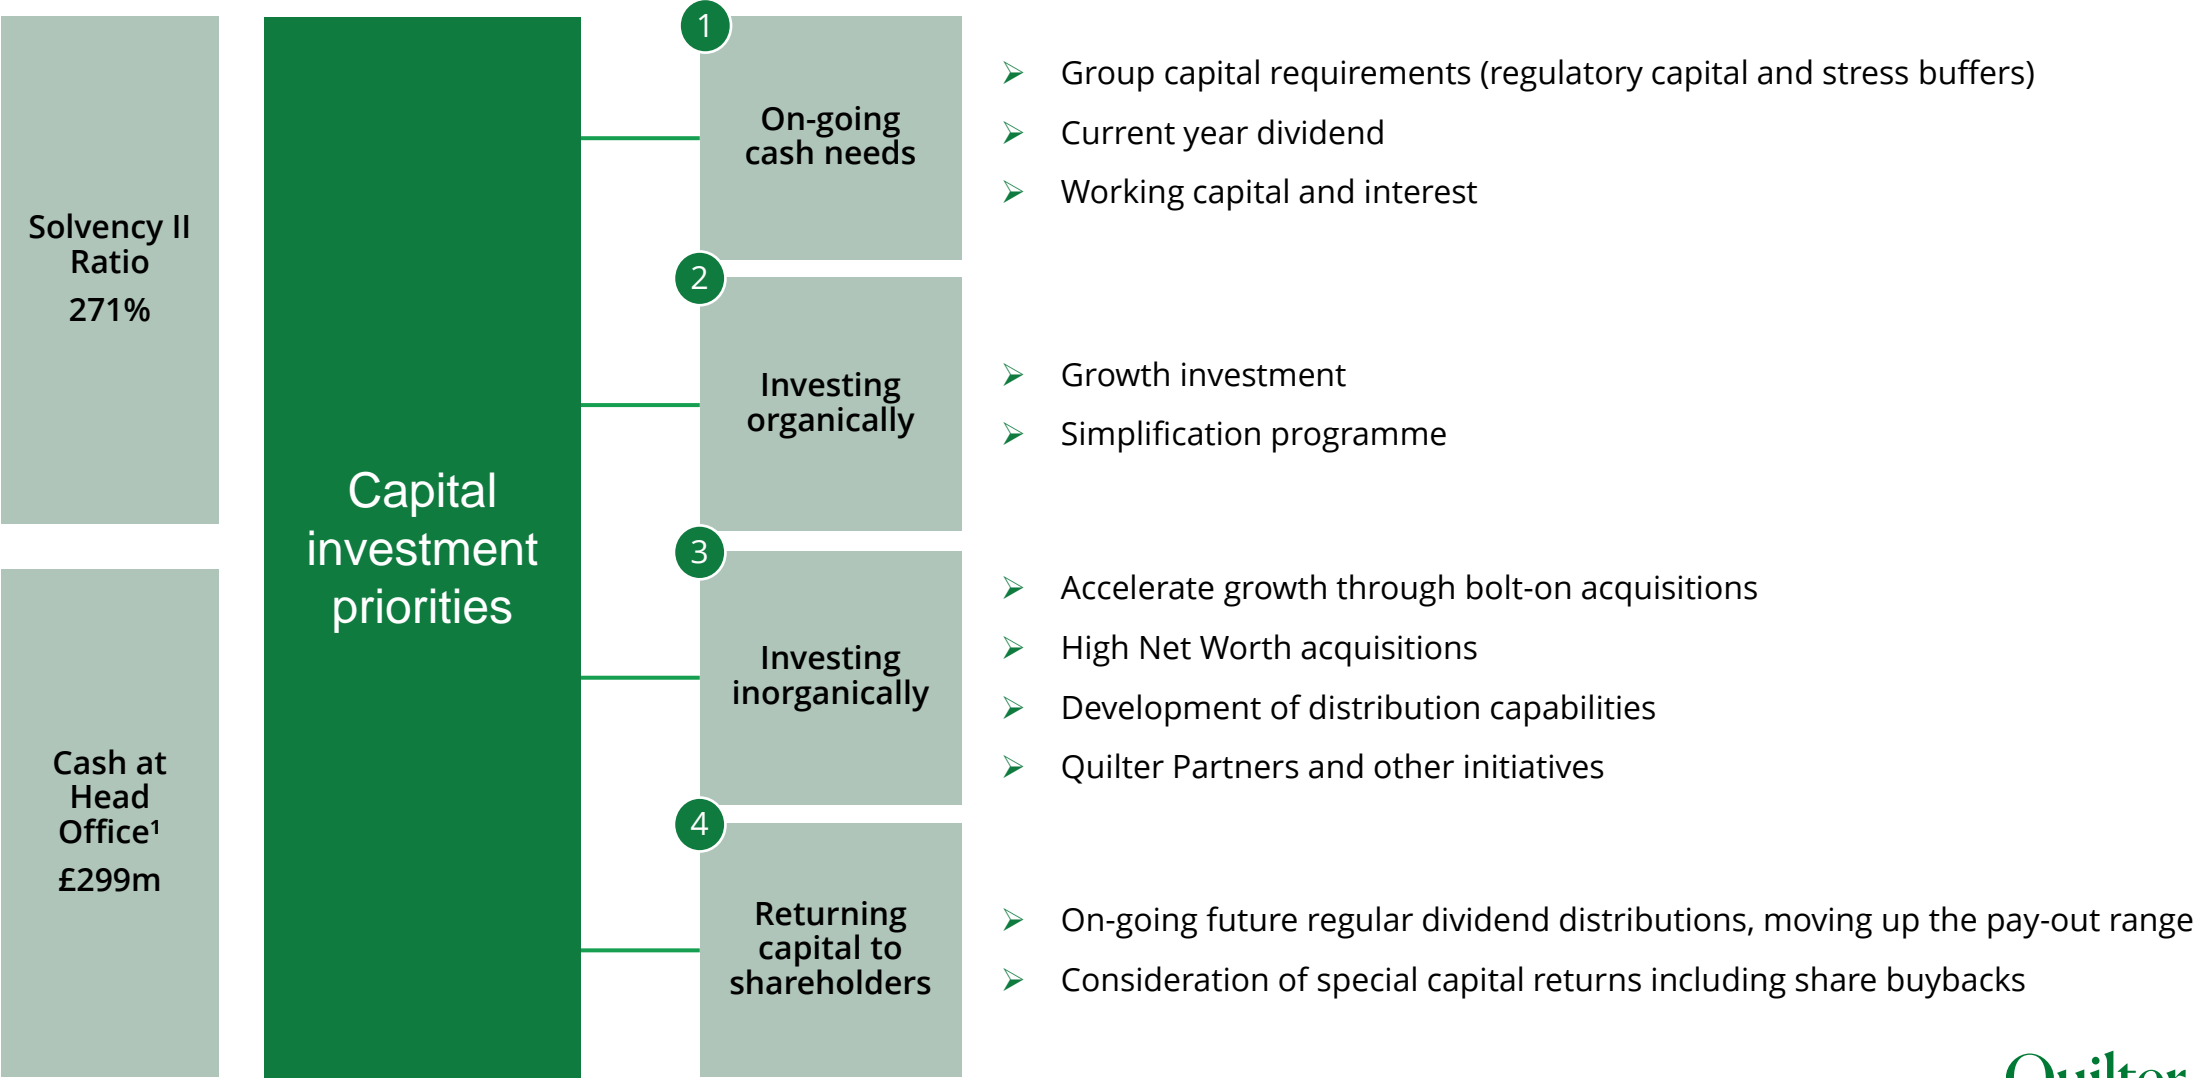 Solvency II
Ratio
271%
Cash at
Head
Office¹
£299m
Capital
investment
priorities
1
On-going
cash needs
➢ Group capital requirements (regulatory capital and stress buffers)
➢ Current year dividend
➢ Working capital and interest
2
Investing
organically
➢ Growth investment
➢ Simplification programme
3
Investing
inorganically
➢ Accelerate growth through bolt-on acquisitions
➢ High Net Worth acquisitions
➢ Development of distribution capabilities
➢ Quilter Partners and other initiatives
4
Returning
capital to
shareholders
➢ On-going future regular dividend distributions, moving up the pay-out range
➢ Consideration of special capital returns including share buybacks
Quilter